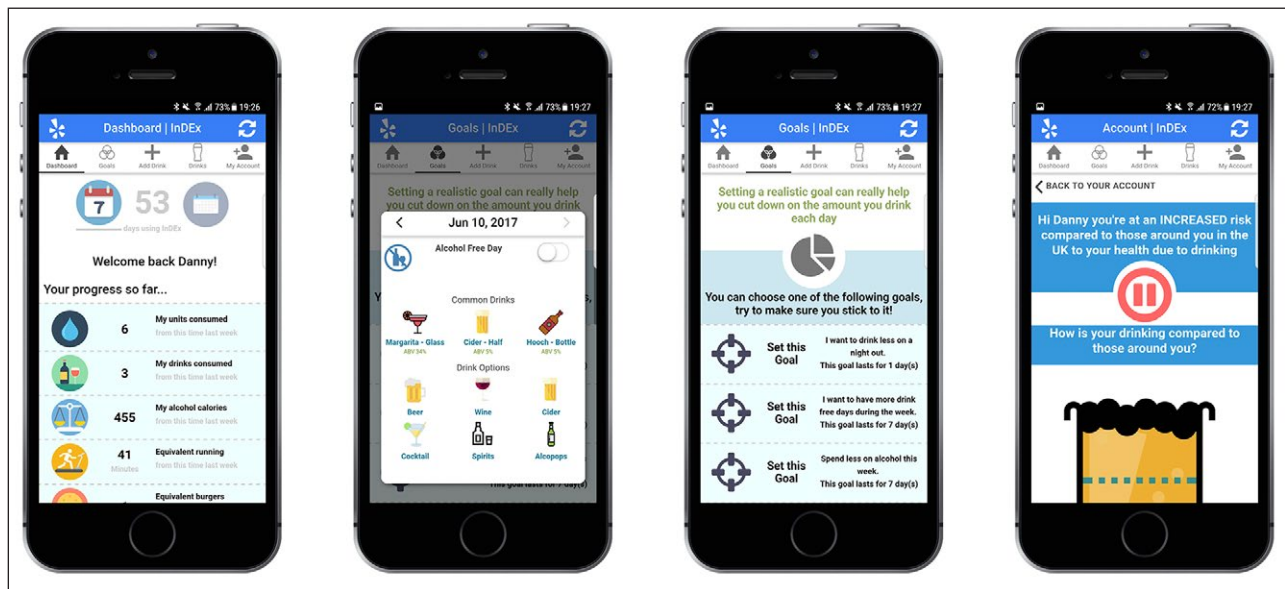 73% 19:26
Dashboard | InDEx
Dashboard
Goals
Add Drink
Drinks
My Account
7
53
days using InDEx
Welcome back Danny!
Your progress so far...
6
My units consumed
from this time last week
3
My drinks consumed
from this time last week
455
My alcohol calories
from this time last week
41
Minutes
Equivalent running
from this time last week
Equivalent burgers
73% 19:27
Goals | InDEx
Dashboard
Goals
Add Drink
Drinks
My Account
Setting a realistic goal can really help
you cut down on the amount you drink
Jun 10, 2017
Alcohol Free Day
Common Drinks
Margarita - Glass
ABV 34%
Cider - Half
ABV 5%
Hooch - Bottle
ABV 5%
Drink Options
Beer
Wine
Cider
Cocktail
Spirits
Alcopops
This goal lasts for 7 day(s)
73% 19:27
Goals | InDEx
Dashboard
Goals
Add Drink
Drinks
My Account
Setting a realistic goal can really help
you cut down on the amount you drink
each day
You can choose one of the following goals,
try to make sure you stick to it!
Set this
Goal
I want to drink less on a
night out.
This goal lasts for 1 day(s)
Set this
Goal
I want to have more drink
free days during the week.
This goal lasts for 7 day(s)
Set this
Goal
Spend less on alcohol this
week.
This goal lasts for 7 day(s)
72% 19:27
Account | InDEx
Dashboard
Goals
Add Drink
Drinks
My Account
BACK TO YOUR ACCOUNT
Hi Danny you're at an INCREASED risk
compared to those around you in the
UK to your health due to drinking
How is your drinking compared to
those around you?